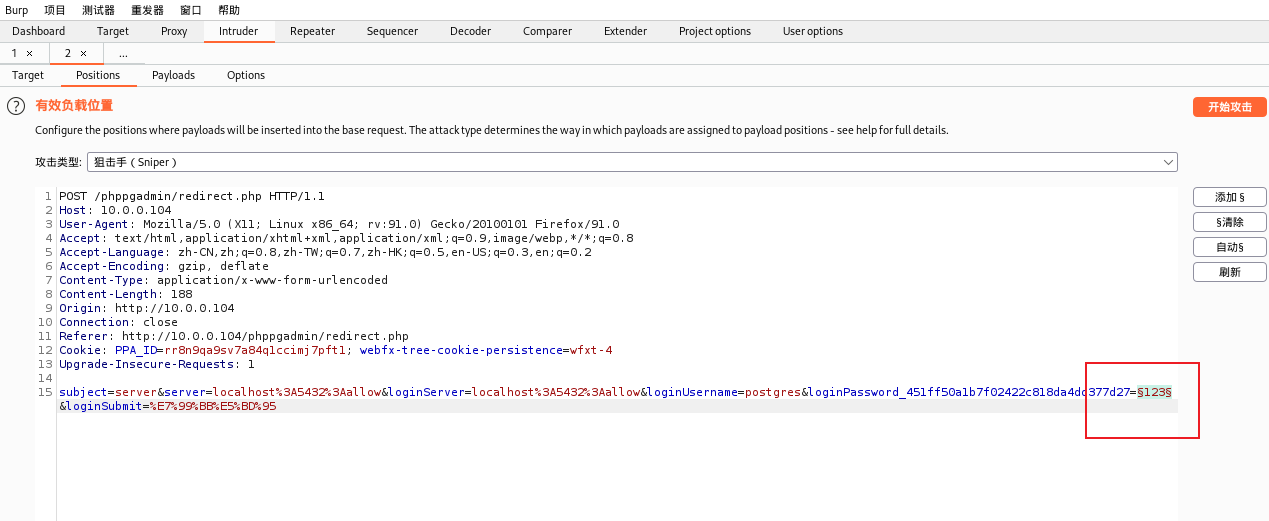 Burp 项目 测试器 重发器 窗口 帮助
Dashboard Target Proxy Intruder Repeater Sequencer Decoder Comparer Extender Project options User options
1 × 2 × ...
Target Positions Payloads Options
? 有效负载位置 开始攻击
Configure the positions where payloads will be inserted into the base request. The attack type determines the way in which payloads are assigned to payload positions - see help for full details.
攻击类型: 狙击手（Sniper）
1 POST /phppgadmin/redirect.php HTTP/1.1
2 Host: 10.0.0.104
3 User-Agent: Mozilla/5.0 (X11; Linux x86_64; rv:91.0) Gecko/20100101 Firefox/91.0
4 Accept: text/html,application/xhtml+xml,application/xml;q=0.9,image/webp,*/*;q=0.8
5 Accept-Language: zh-CN,zh;q=0.8,zh-TW;q=0.7,zh-HK;q=0.5,en-US;q=0.3,en;q=0.2
6 Accept-Encoding: gzip, deflate
7 Content-Type: application/x-www-form-urlencoded
8 Content-Length: 188
9 Origin: http://10.0.0.104
10 Connection: close
11 Referer: http://10.0.0.104/phppgadmin/redirect.php
12 Cookie: PPA_ID=rr8n9qa9sv7a84q1ccimj7pft1; webfx-tree-cookie-persistence=wfxt-4
13 Upgrade-Insecure-Requests: 1
14
15 subject=server&server=localhost%3A5432%3Aallow&loginServer=localhost%3A5432%3Aallow&loginUsername=postgres&loginPassword_451ff50a1b7f02422c818da4dd377d27=§123§
&loginSubmit=%E7%99%BB%E5%BD%95
添加 §
§清除
自动§
刷新